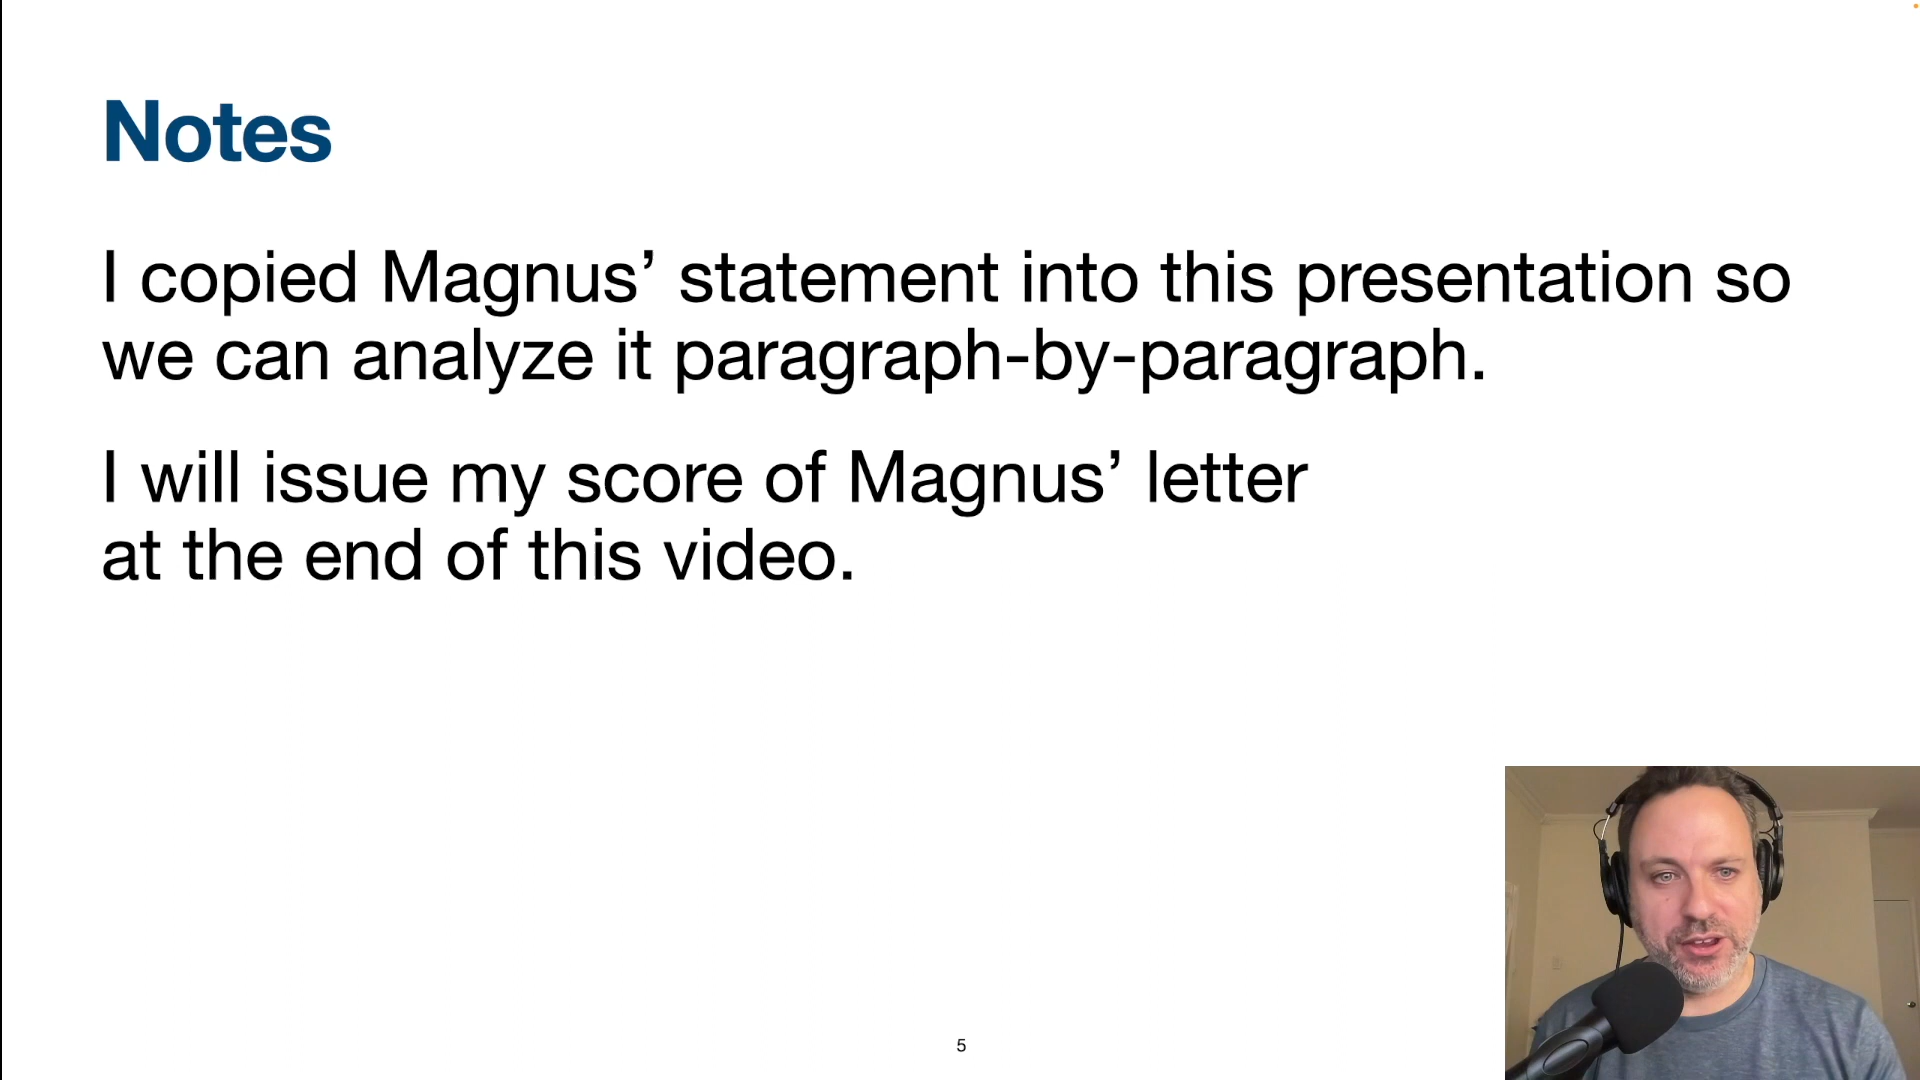 Notes
I copied Magnus’ statement into this presentation so
we can analyze it paragraph-by-paragraph.
I will issue my score of Magnus’ letter
at the end of this video.
5